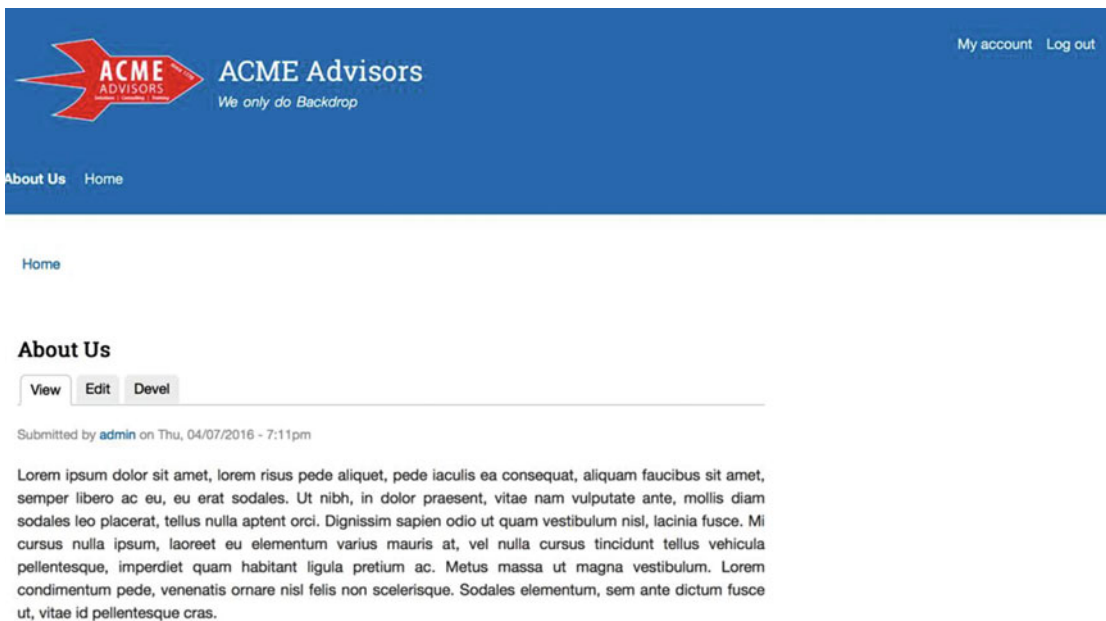 My account Log out
ACME
ADVISORS
ACME Advisors
We only do Backdrop
About Us Home
Home
About Us
View Edit Devel
Submitted by admin on Thu, 04/07/2016 - 7:11pm
Lorem ipsum dolor sit amet, lorem risus pede aliquet, pede iaculis ea consequat, aliquam faucibus sit amet,
semper libero ac eu, eu erat sodales. Ut nibh, in dolor praesent, vitae nam vulputate ante, mollis diam
sodales leo placerat, tellus nulla aptent orci. Dignissim sapien odio ut quam vestibulum nisl, lacinia fusce. Mi
cursus nulla ipsum, laoreet eu elementum varius mauris at, vel nulla cursus tincidunt tellus vehicula
pellentesque, imperdiet quam habitant ligula pretium ac. Metus massa ut magna vestibulum. Lorem
condimentum pede, venenatis ornare nisl felis non scelerisque. Sodales elementum, sem ante dictum fusce
ut, vitae id pellentesque cras.